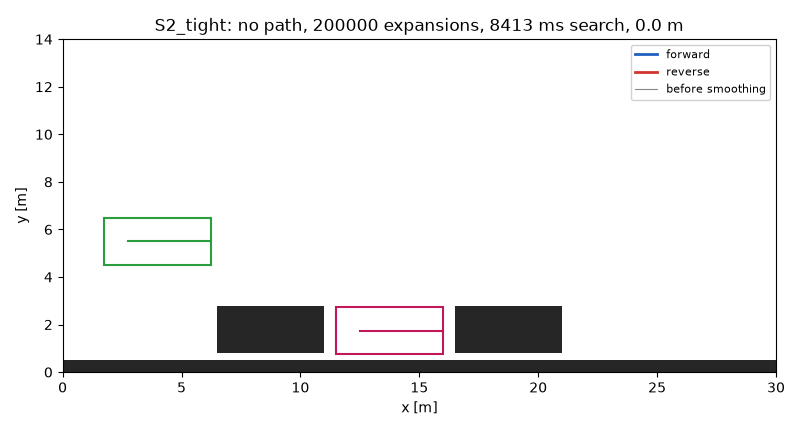 S2_tight: no path, 200000 expansions, 8413 ms search, 0.0 m
forward
reverse
before smoothing
y [m]
14
12
10
8
6
4
2
0
0 5 10 15 20 25 30
x [m]